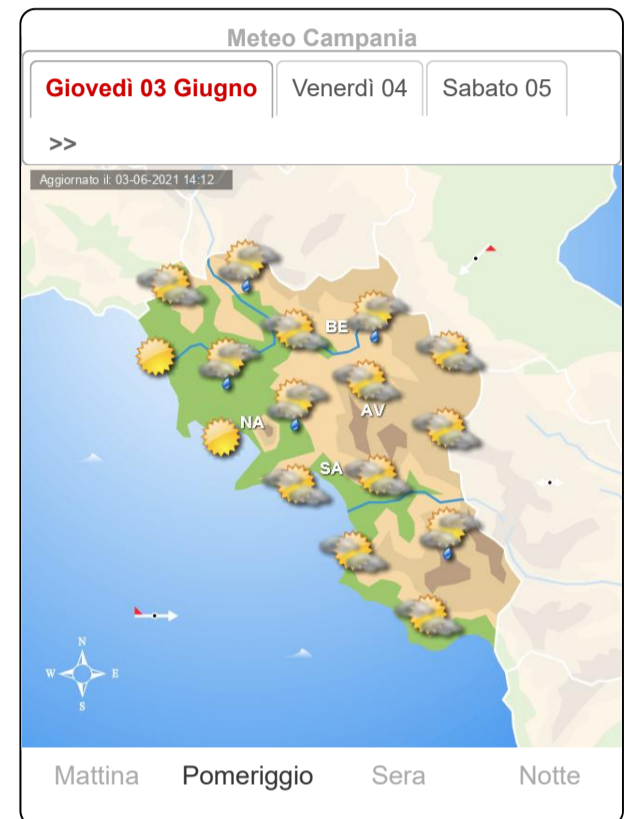 Meteo Campania
Giovedì 03 Giugno Venerdì 04 Sabato 05
>>
Aggiornato il: 03-06-2021 14:12
BE
AV
NA
SA
N
W E
S
Mattina Pomeriggio Sera Notte